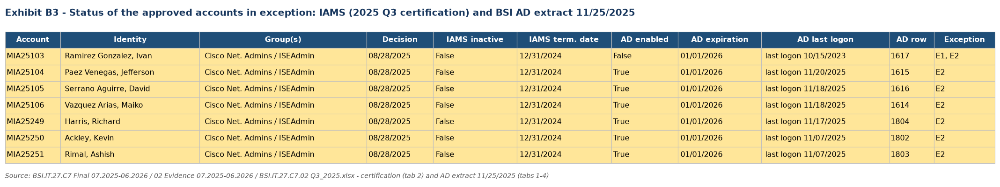 Exhibit B3 - Status of the approved accounts in exception: IAMS (2025 Q3 certification) and BSI AD extract 11/25/2025
Account Identity Group(s) Decision IAMS inactive IAMS term. date AD enabled AD expiration AD last logon AD row Exception
MIA25103 Ramirez Gonzalez, Ivan Cisco Net. Admins / ISEAdmin 08/28/2025 False 12/31/2024 False 01/01/2026 last logon 10/15/2023 1617 E1, E2
MIA25104 Paez Venegas, Jefferson Cisco Net. Admins / ISEAdmin 08/28/2025 False 12/31/2024 True 01/01/2026 last logon 11/20/2025 1615 E2
MIA25105 Serrano Aguirre, David Cisco Net. Admins / ISEAdmin 08/28/2025 False 12/31/2024 True 01/01/2026 last logon 11/18/2025 1616 E2
MIA25106 Vazquez Arias, Maiko Cisco Net. Admins / ISEAdmin 08/28/2025 False 12/31/2024 True 01/01/2026 last logon 11/18/2025 1614 E2
MIA25249 Harris, Richard Cisco Net. Admins / ISEAdmin 08/28/2025 False 12/31/2024 True 01/01/2026 last logon 11/17/2025 1804 E2
MIA25250 Ackley, Kevin Cisco Net. Admins / ISEAdmin 08/28/2025 False 12/31/2024 True 01/01/2026 last logon 11/07/2025 1802 E2
MIA25251 Rimal, Ashish Cisco Net. Admins / ISEAdmin 08/28/2025 False 12/31/2024 True 01/01/2026 last logon 11/07/2025 1803 E2
Source: BSI.IT.27.C7 Final 07.2025-06.2026 / 02 Evidence 07.2025-06.2026 / BSI.IT.27.C7.02 Q3_2025.xlsx - certification (tab 2) and AD extract 11/25/2025 (tabs 1-4)